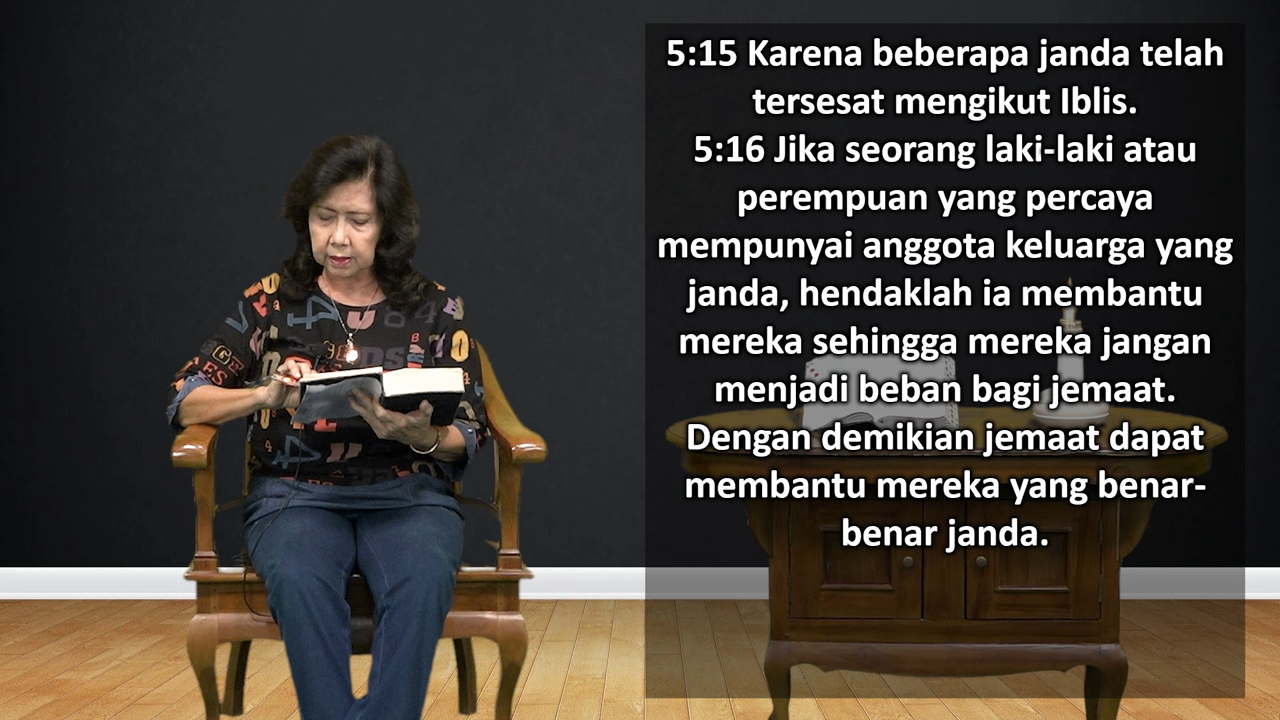 5:15 Karena beberapa janda telah
tersesat mengikut Iblis.
5:16 Jika seorang laki-laki atau
perempuan yang percaya
mempunyai anggota keluarga yang
janda, hendaklah ia membantu
mereka sehingga mereka jangan
menjadi beban bagi jemaat.
Dengan demikian jemaat dapat
membantu mereka yang benar-
benar janda.